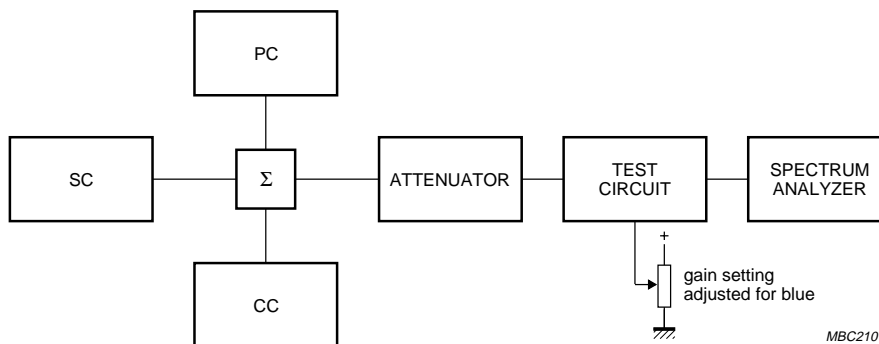 PC
SC
Σ
ATTENUATOR
TEST
CIRCUIT
SPECTRUM
ANALYZER
CC
+
gain setting
adjusted for blue
MBC210